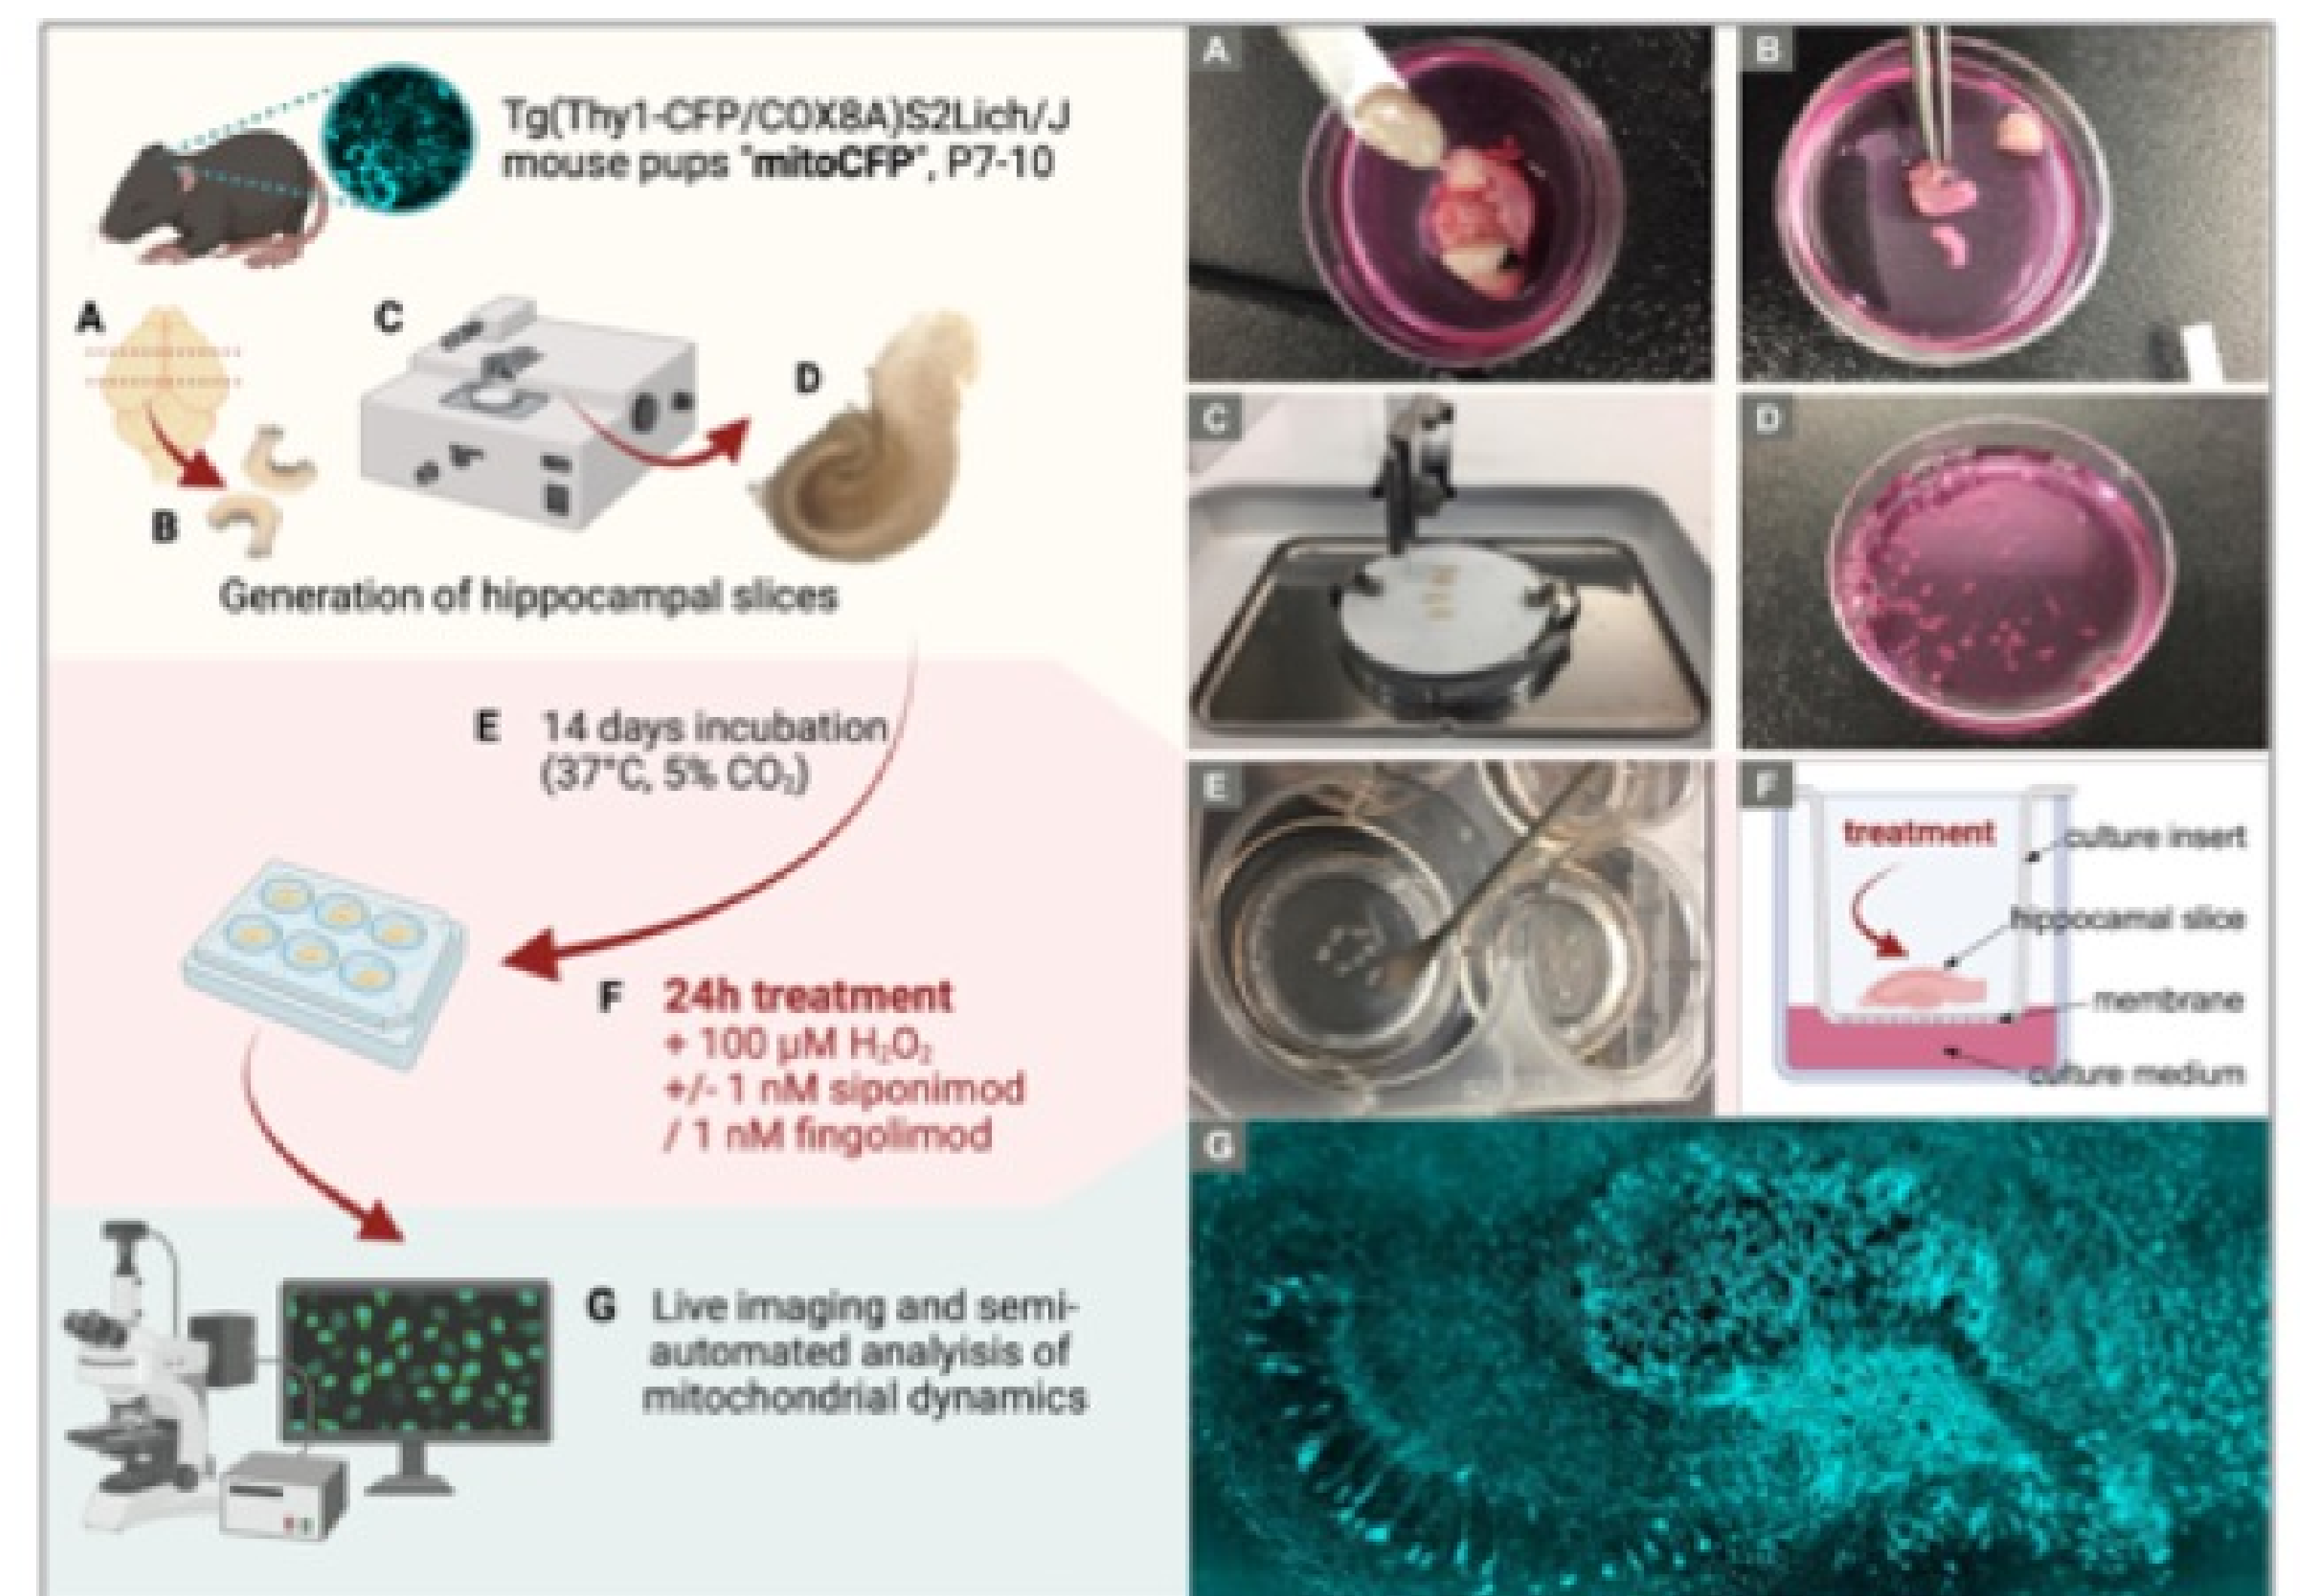 Tg(Thy1-CFP/COX8A)S2Lich/J
mouse pups "mitoCFP", P7-10
A
C
D
B
Generation of hippocampal slices
E 14 days incubation
(37°C, 5% CO₂)
F 24h treatment
+ 100 µM H₂O₂
+/- 1 nM siponimod
/ 1 nM fingolimod
G Live imaging and semi-
automated analyisis of
mitochondrial dynamics
A
B
C
D
E
F
treatment
culture insert
hippocamal slice
membrane
culture medium
G